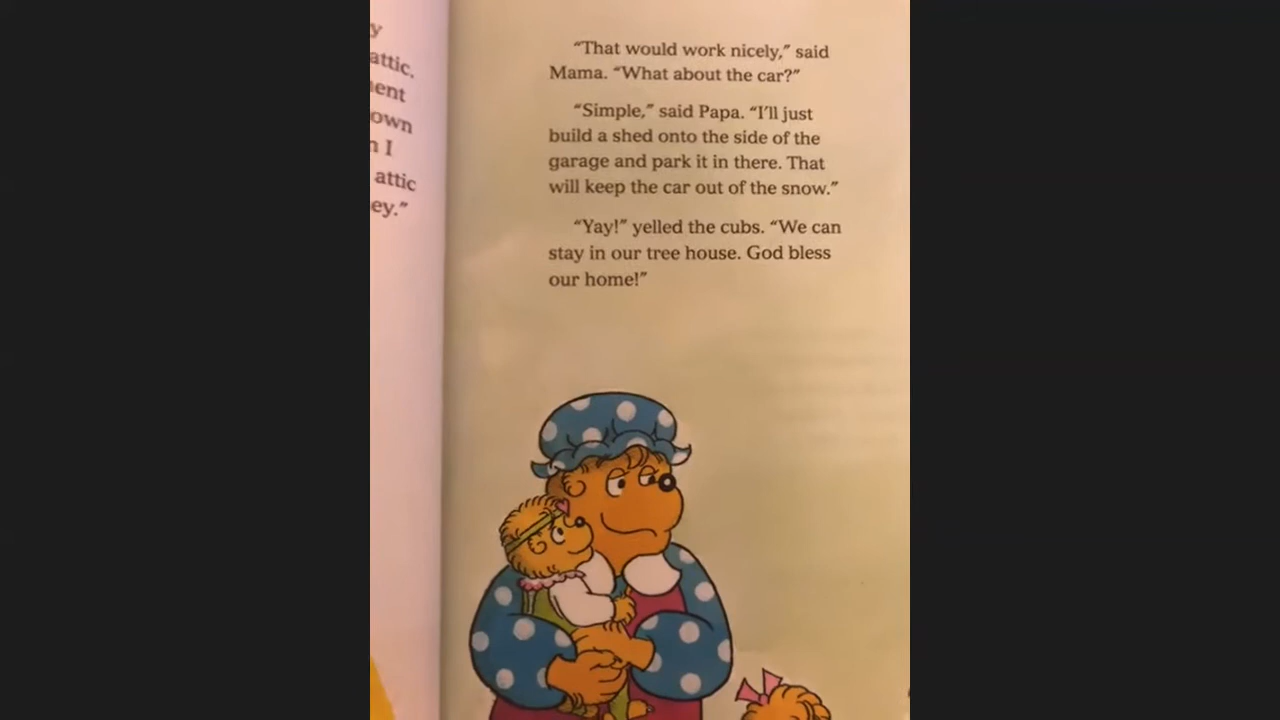 attic.
own
I
attic
“That would work nicely,” said
Mama. “What about the car?”
“Simple,” said Papa. “I’ll just
build a shed onto the side of the
garage and park it in there. That
will keep the car out of the snow.”
“Yay!” yelled the cubs. “We can
stay in our tree house. God bless
our home!”